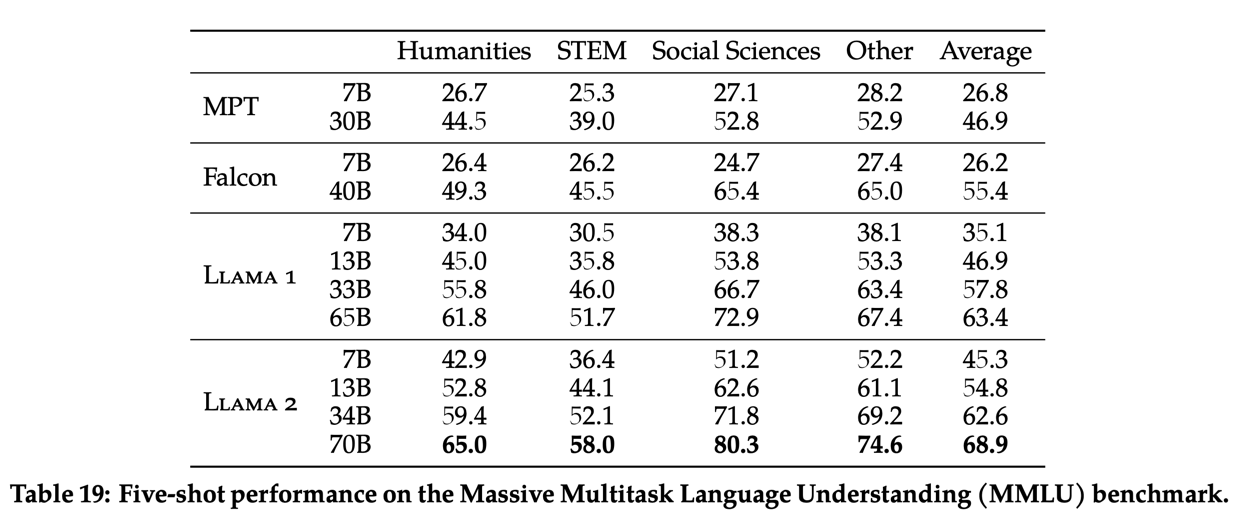 Humanities STEM Social Sciences Other Average
MPT 7B 26.7 25.3 27.1 28.2 26.8
30B 44.5 39.0 52.8 52.9 46.9
Falcon 7B 26.4 26.2 24.7 27.4 26.2
40B 49.3 45.5 65.4 65.0 55.4
LLAMA 1 7B 34.0 30.5 38.3 38.1 35.1
13B 45.0 35.8 53.8 53.3 46.9
33B 55.8 46.0 66.7 63.4 57.8
65B 61.8 51.7 72.9 67.4 63.4
LLAMA 2 7B 42.9 36.4 51.2 52.2 45.3
13B 52.8 44.1 62.6 61.1 54.8
34B 59.4 52.1 71.8 69.2 62.6
70B 65.0 58.0 80.3 74.6 68.9
Table 19: Five-shot performance on the Massive Multitask Language Understanding (MMLU) benchmark.